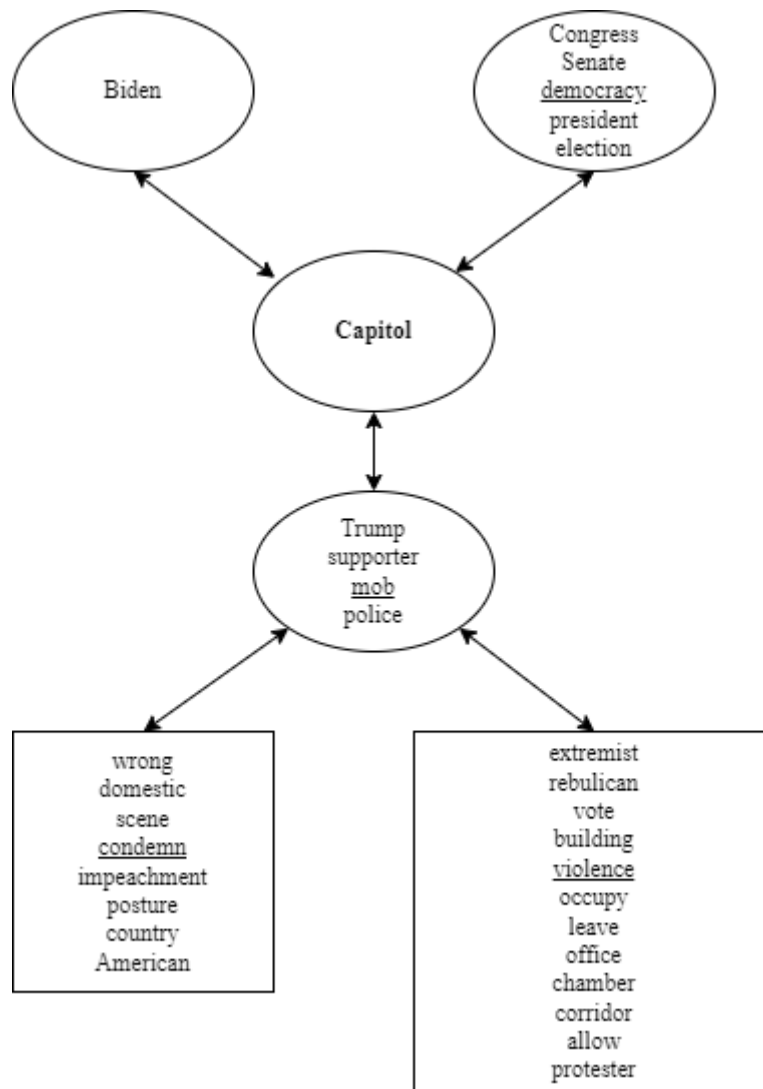 Biden
Congress
Senate
democracy
president
election
Capitol
Trump
supporter
mob
police
wrong
domestic
scene
condemn
impeachment
posture
country
American
extremist
rebulican
vote
building
violence
occupy
leave
office
chamber
corridor
allow
protester